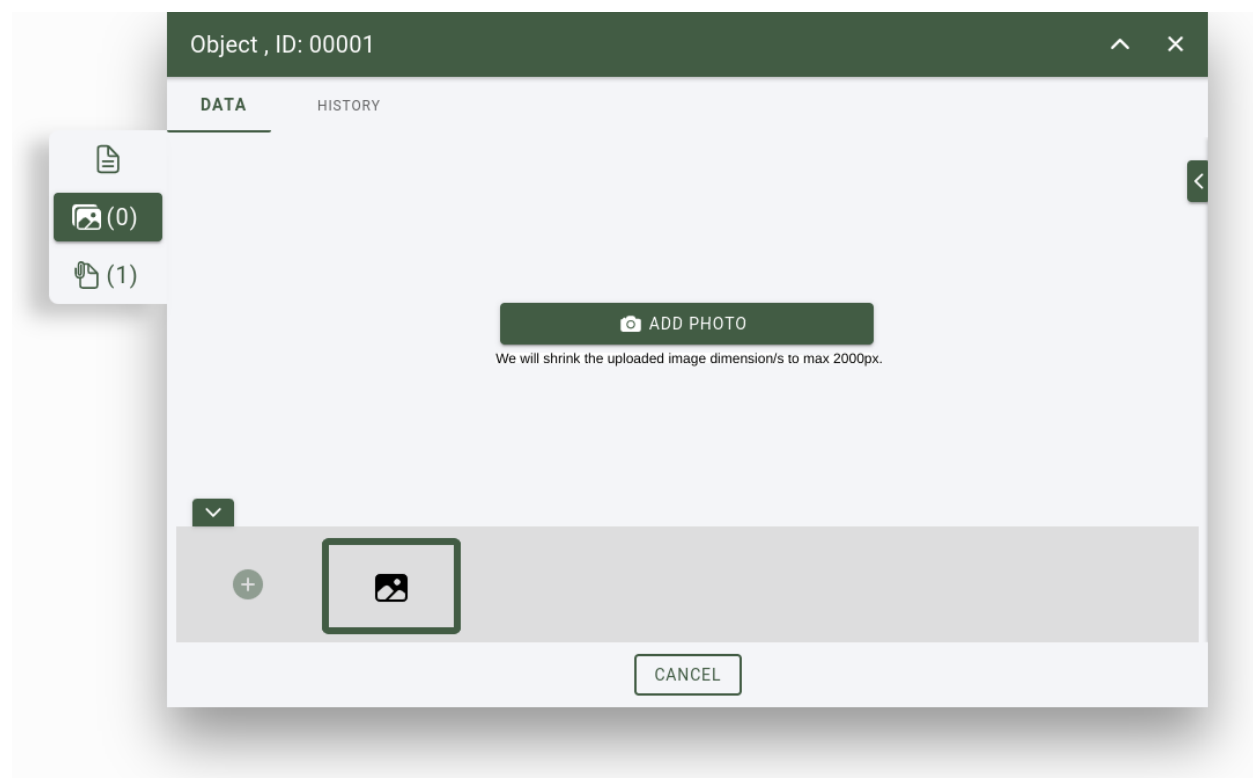 Object , ID: 00001
DATA
HISTORY
(0)
(1)
ADD PHOTO
We will shrink the uploaded image dimension/s to max 2000px.
CANCEL